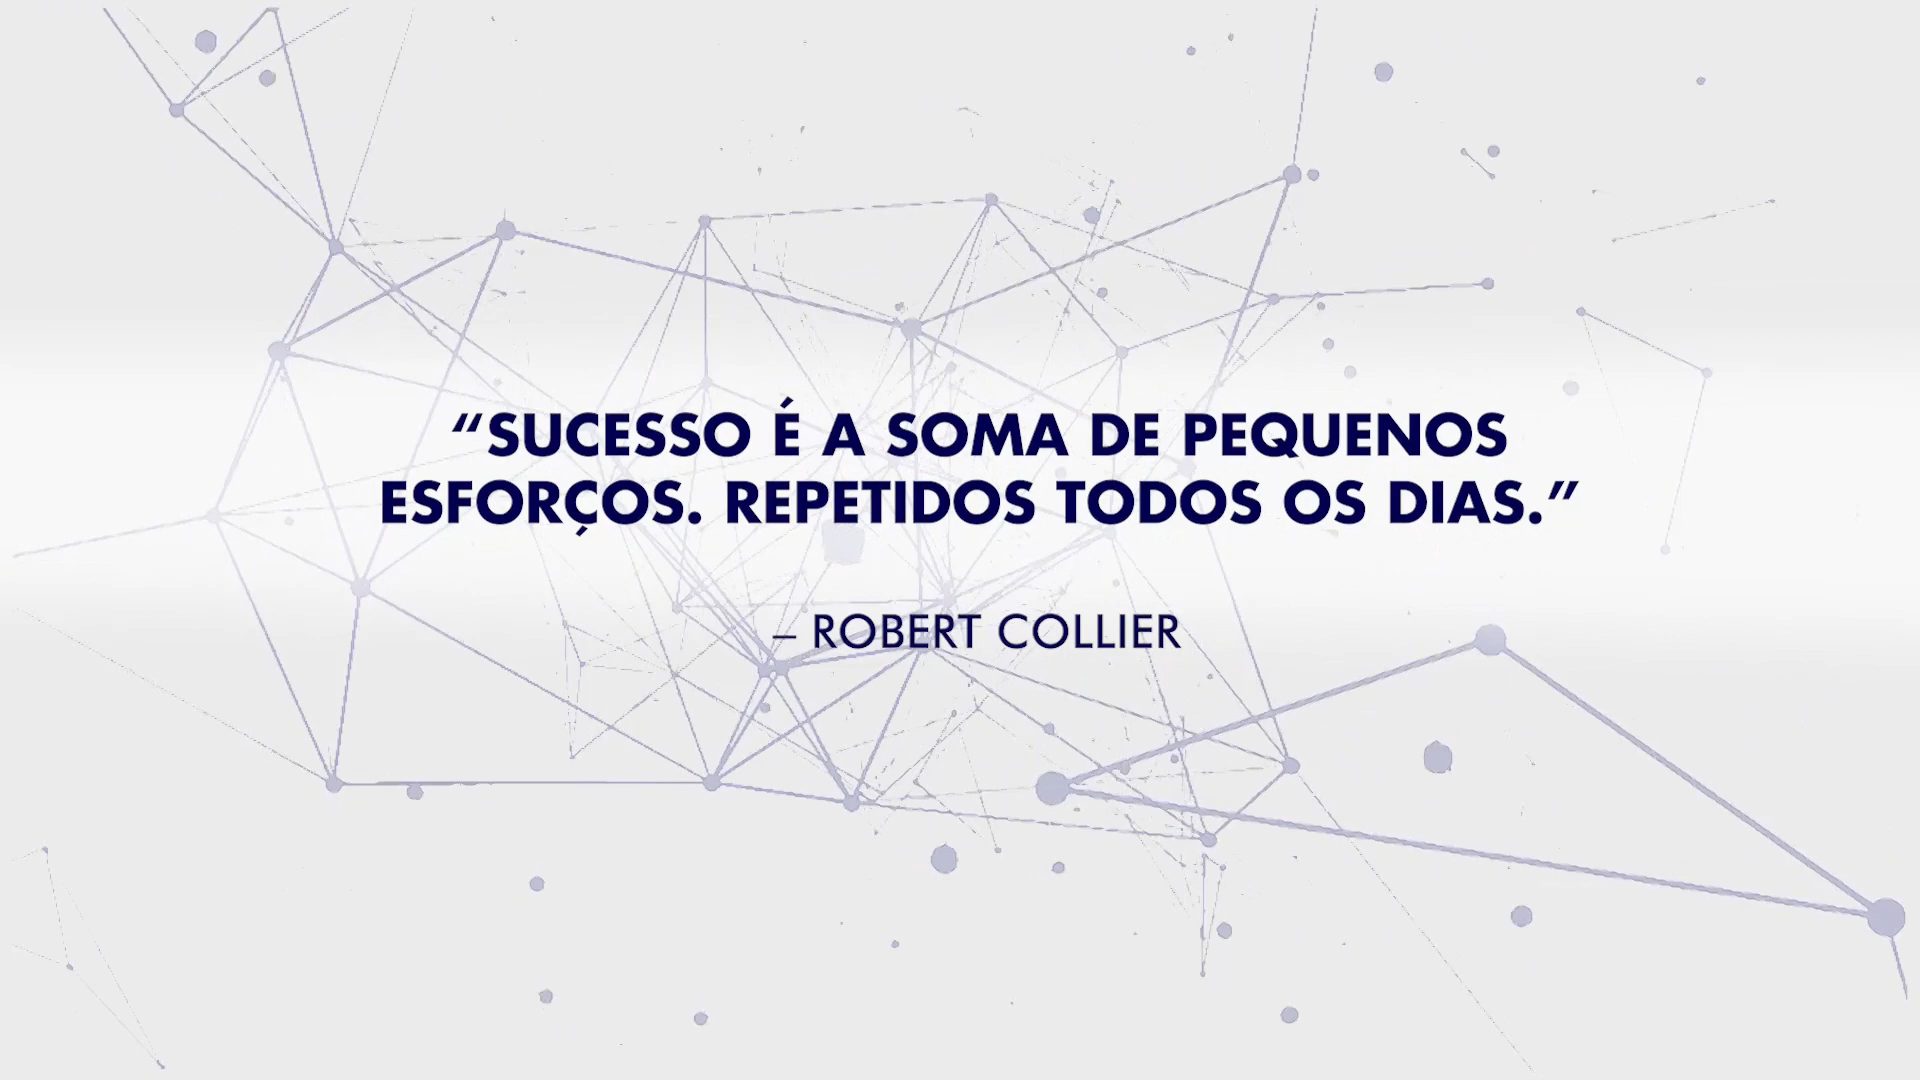 “SUCESSO É A SOMA DE PEQUENOS
ESFORÇOS. REPETIDOS TODOS OS DIAS.”
– ROBERT COLLIER